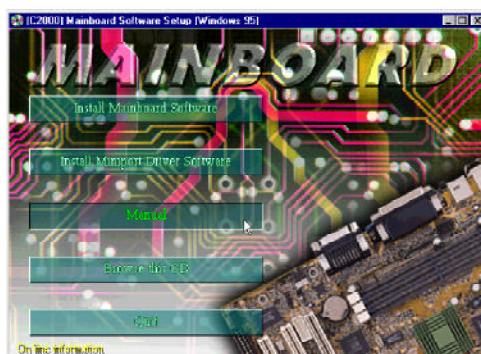 [C2000] Mainboard Software Setup [Windows 95]
MAINBOARD
Install Mainboard Software
Install Miniport Driver Software
Manual
Browse this CD
Quit
On line information